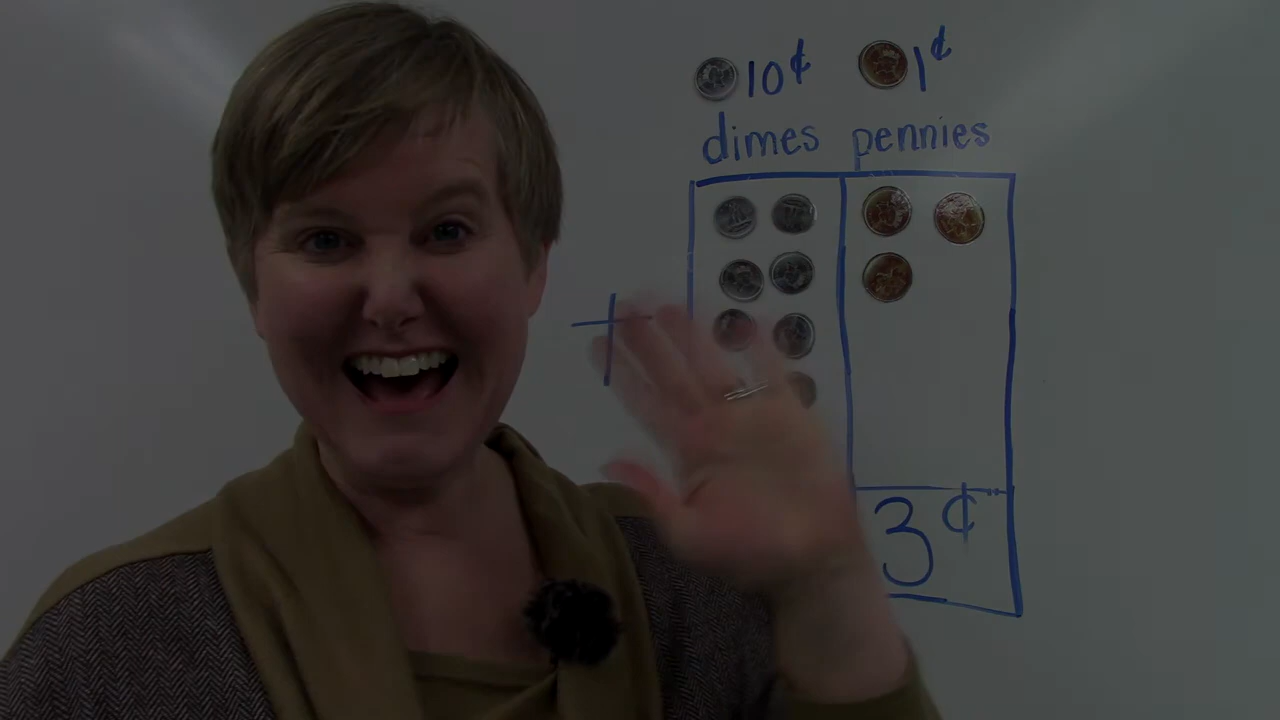 10¢ 1¢
dimes pennies
+
3¢